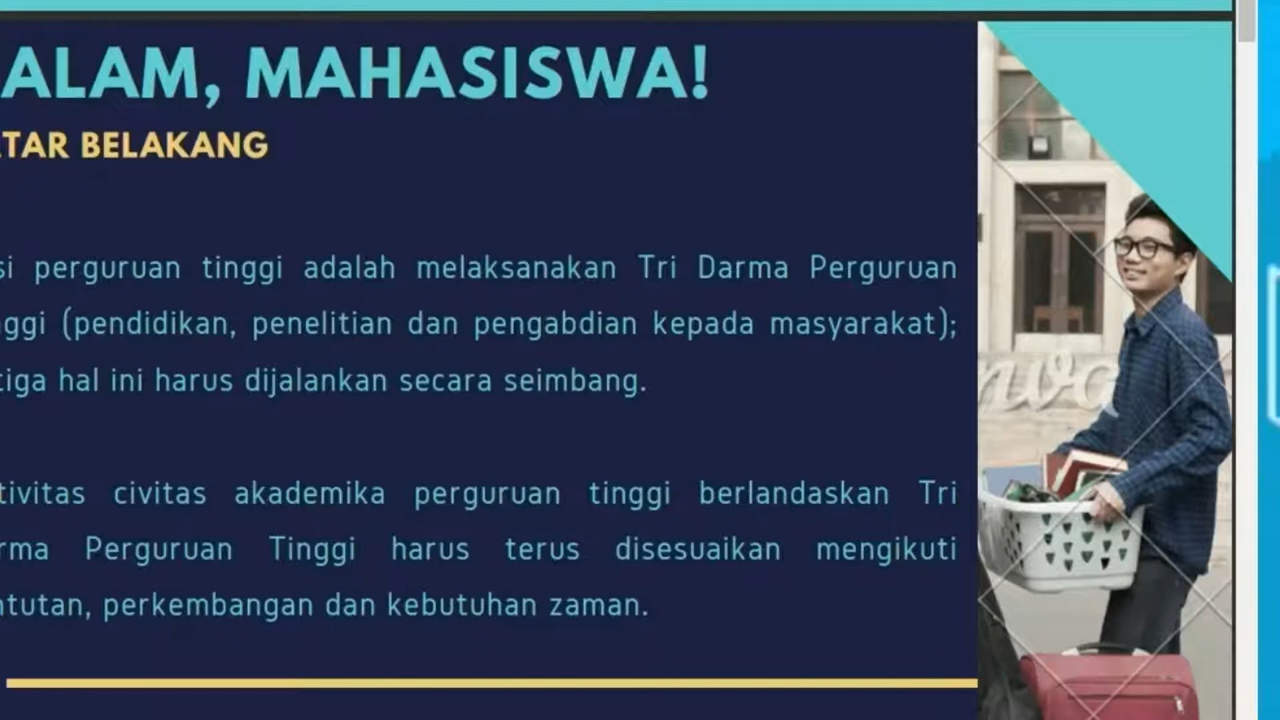 ALAM, MAHASISWA!
TAR BELAKANG
si perguruan tinggi adalah melaksanakan Tri Darma Perguruan
ggi (pendidikan, penelitian dan pengabdian kepada masyarakat);
tiga hal ini harus dijalankan secara seimbang.
tivitas civitas akademika perguruan tinggi berlandaskan Tri
rma Perguruan Tinggi harus terus disesuaikan mengikuti
ntutan, perkembangan dan kebutuhan zaman.